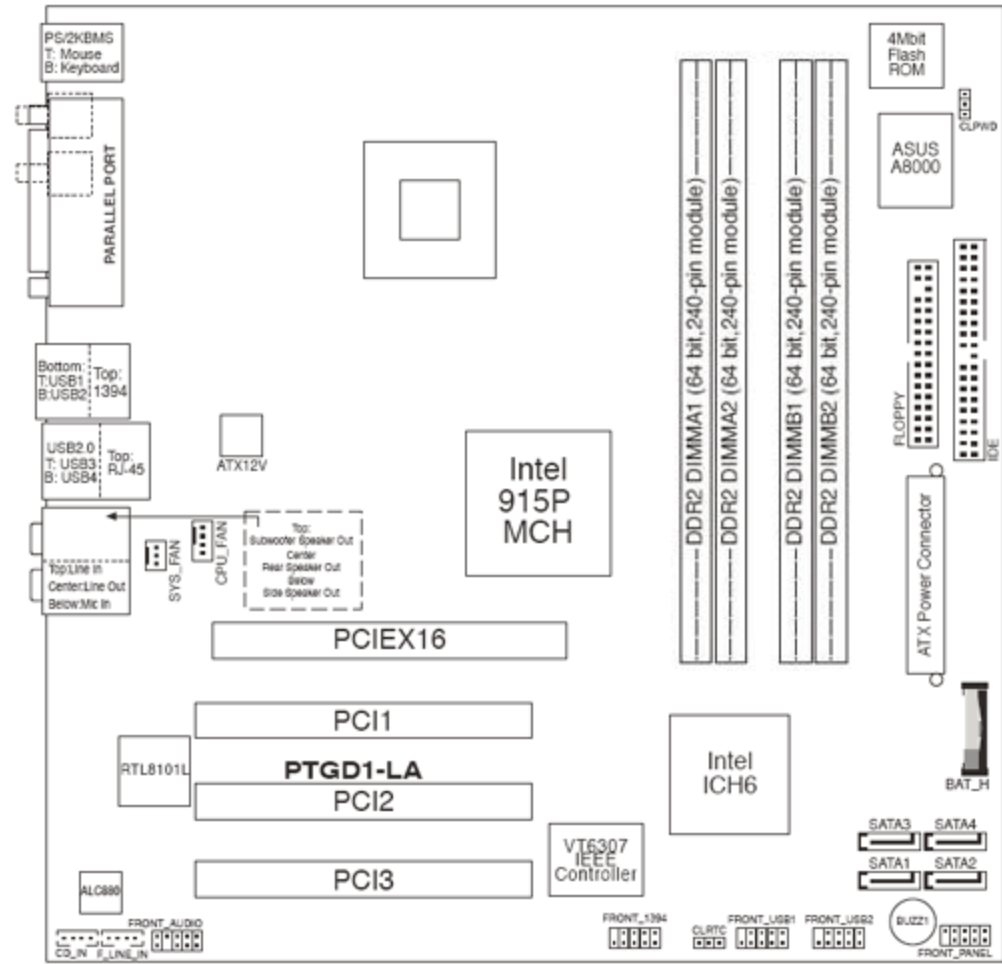 PS/2KBMS
T: Mouse
B: Keyboard
PARALLEL PORT
4Mbit
Flash
ROM
CLPWD
ASUS
A8000
DDR2 DIMMA1 (64 bit,240-pin module)
DDR2 DIMMA2 (64 bit,240-pin module)
DDR2 DIMMB1 (64 bit,240-pin module)
DDR2 DIMMB2 (64 bit,240-pin module)
FLOPPY
IDE
Bottom:
T:USB1
B:USB2
Top:
1394
USB2.0
T: USB3
B: USB4
Top:
RJ-45
ATX12V
Intel
915P
MCH
ATX Power Connector
Top:Line In
Center:Line Out
Below:Mic In
SYS_FAN
CPU_FAN
Top:
Subwoofer Speaker Out
Center
Rear Speaker Out
Below
Side Speaker Out
PCIEX16
PCI1
RTL8101L
PTGD1-LA
PCI2
Intel
ICH6
BAT_H
SATA3
SATA4
SATA1
SATA2
VT6307
IEEE
Controller
PCI3
ALC880
FRONT_AUDIO
CD_IN
F_LINE_IN
FRONT_1394
CLRTC
FRONT_USB1
FRONT_USB2
BUZZ1
FRONT_PANEL